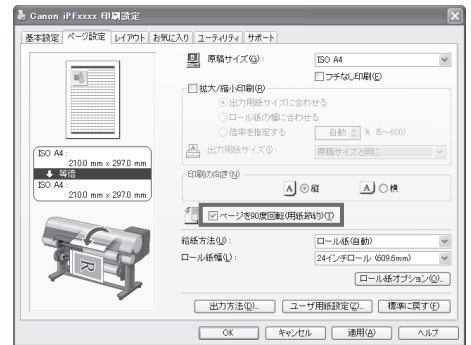 Canon iPFxxxx 印刷設定
基本設定 ページ設定 レイアウト お気に入り ユーティリティ サポート
原稿サイズ(Q): ISO A4
フチなし印刷(E)
拡大/縮小印刷(R)
出力用紙サイズに合わせる
ロール紙の幅に合わせる
倍率を指定する 自動 % (5~600)
出力用紙サイズ(I): 原稿サイズと同じ
ISO A4 :
210.0 mm x 297.0 mm
等倍
ISO A4 :
210.0 mm x 297.0 mm
印刷の向き(N)
A 縦 A 横
ページを90度回転(用紙節約)(T)
給紙方法(U): ロール紙(自動)
ロール紙幅(L): 24インチロール (609.6mm)
ロール紙オプション(O)...
出力方法(D)... ユーザ用紙設定(Z)... 標準に戻す(F)
OK キャンセル 適用(A) ヘルプ